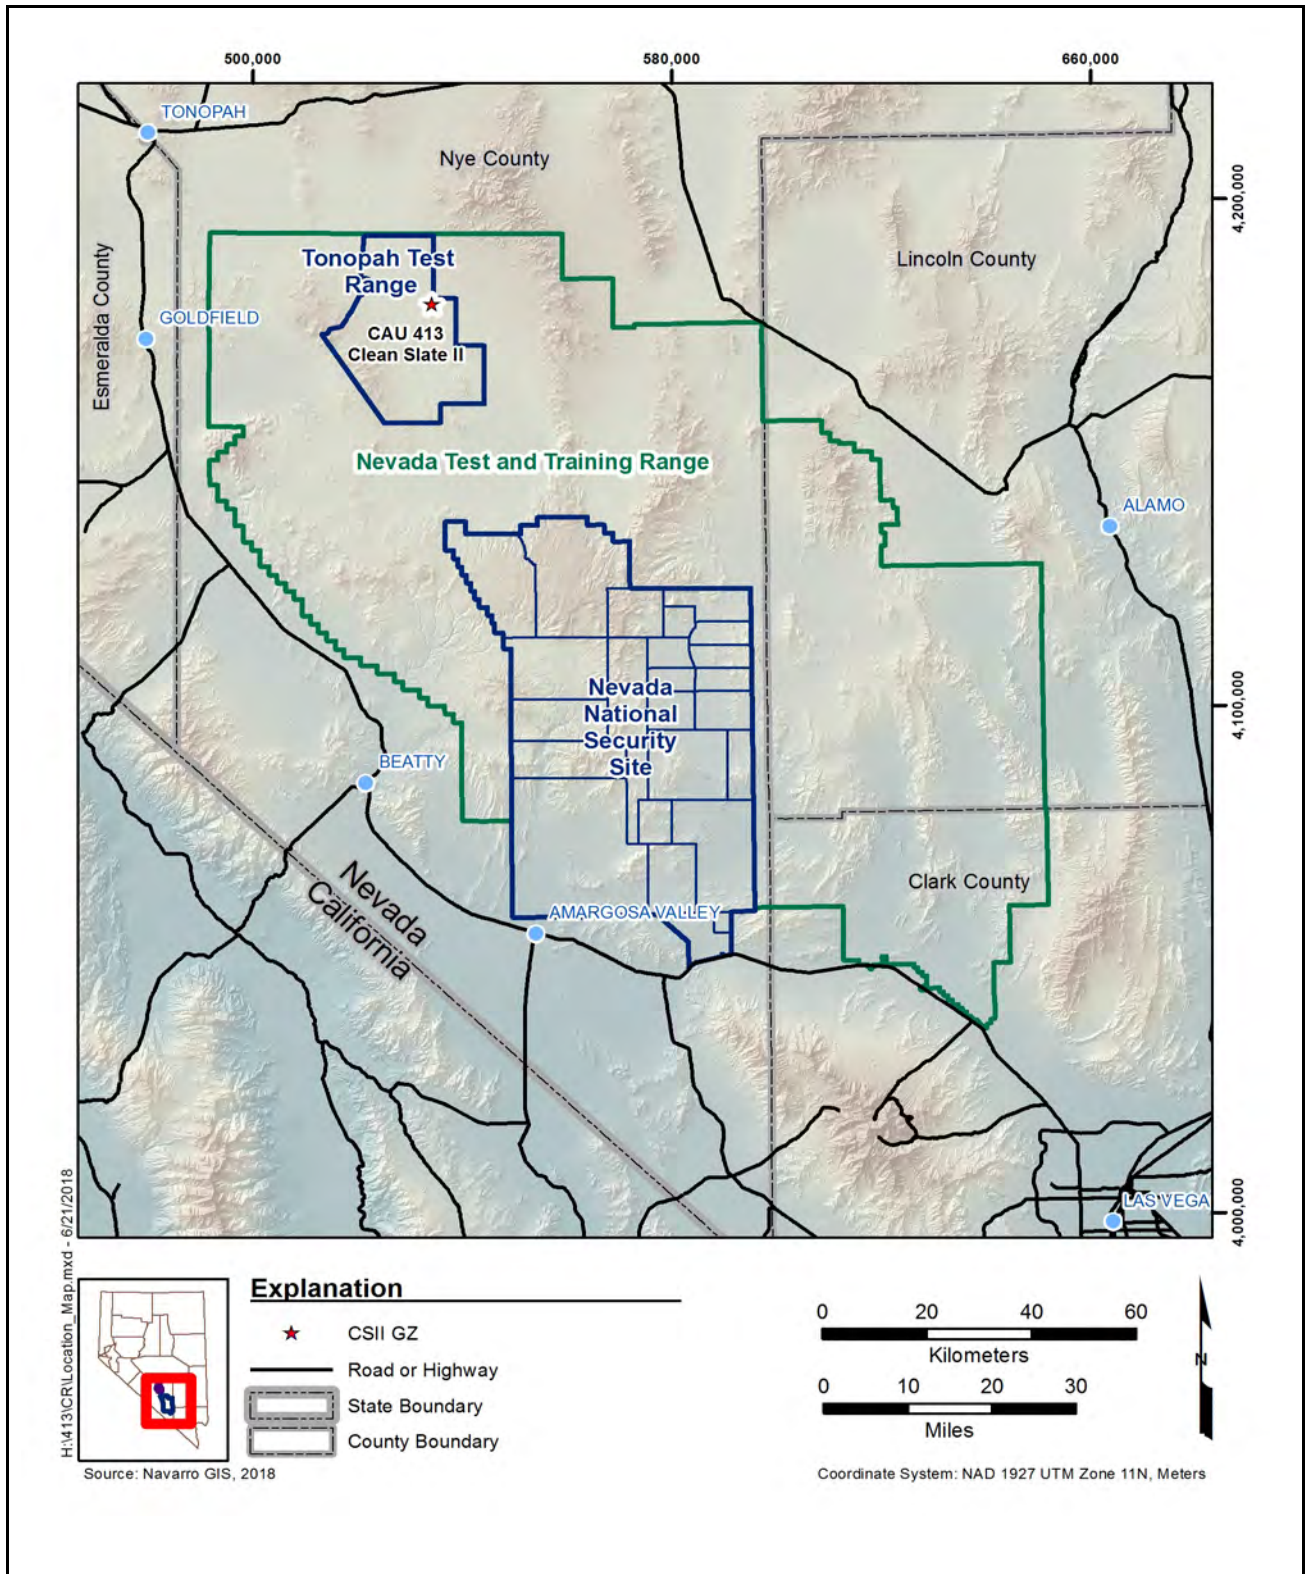 500,000
580,000
660,000
TONOPAH
Nye County
4,200,000
Lincoln County
Tonopah Test
Range
Esmeralda County
GOLDFIELD
CAU 413
Clean Slate II
Nevada Test and Training Range
ALAMO
Nevada
National
Security
Site
4,100,000
BEATTY
Nevada
California
Clark County
AMARGOSA VALLEY
LAS VEGA
4,000,000
H:\413\CR\Location_Map.mxd - 6/21/2018
Explanation
CSII GZ
Road or Highway
State Boundary
County Boundary
0 20 40 60
Kilometers
0 10 20 30
Miles
N
Source: Navarro GIS, 2018
Coordinate System: NAD 1927 UTM Zone 11N, Meters